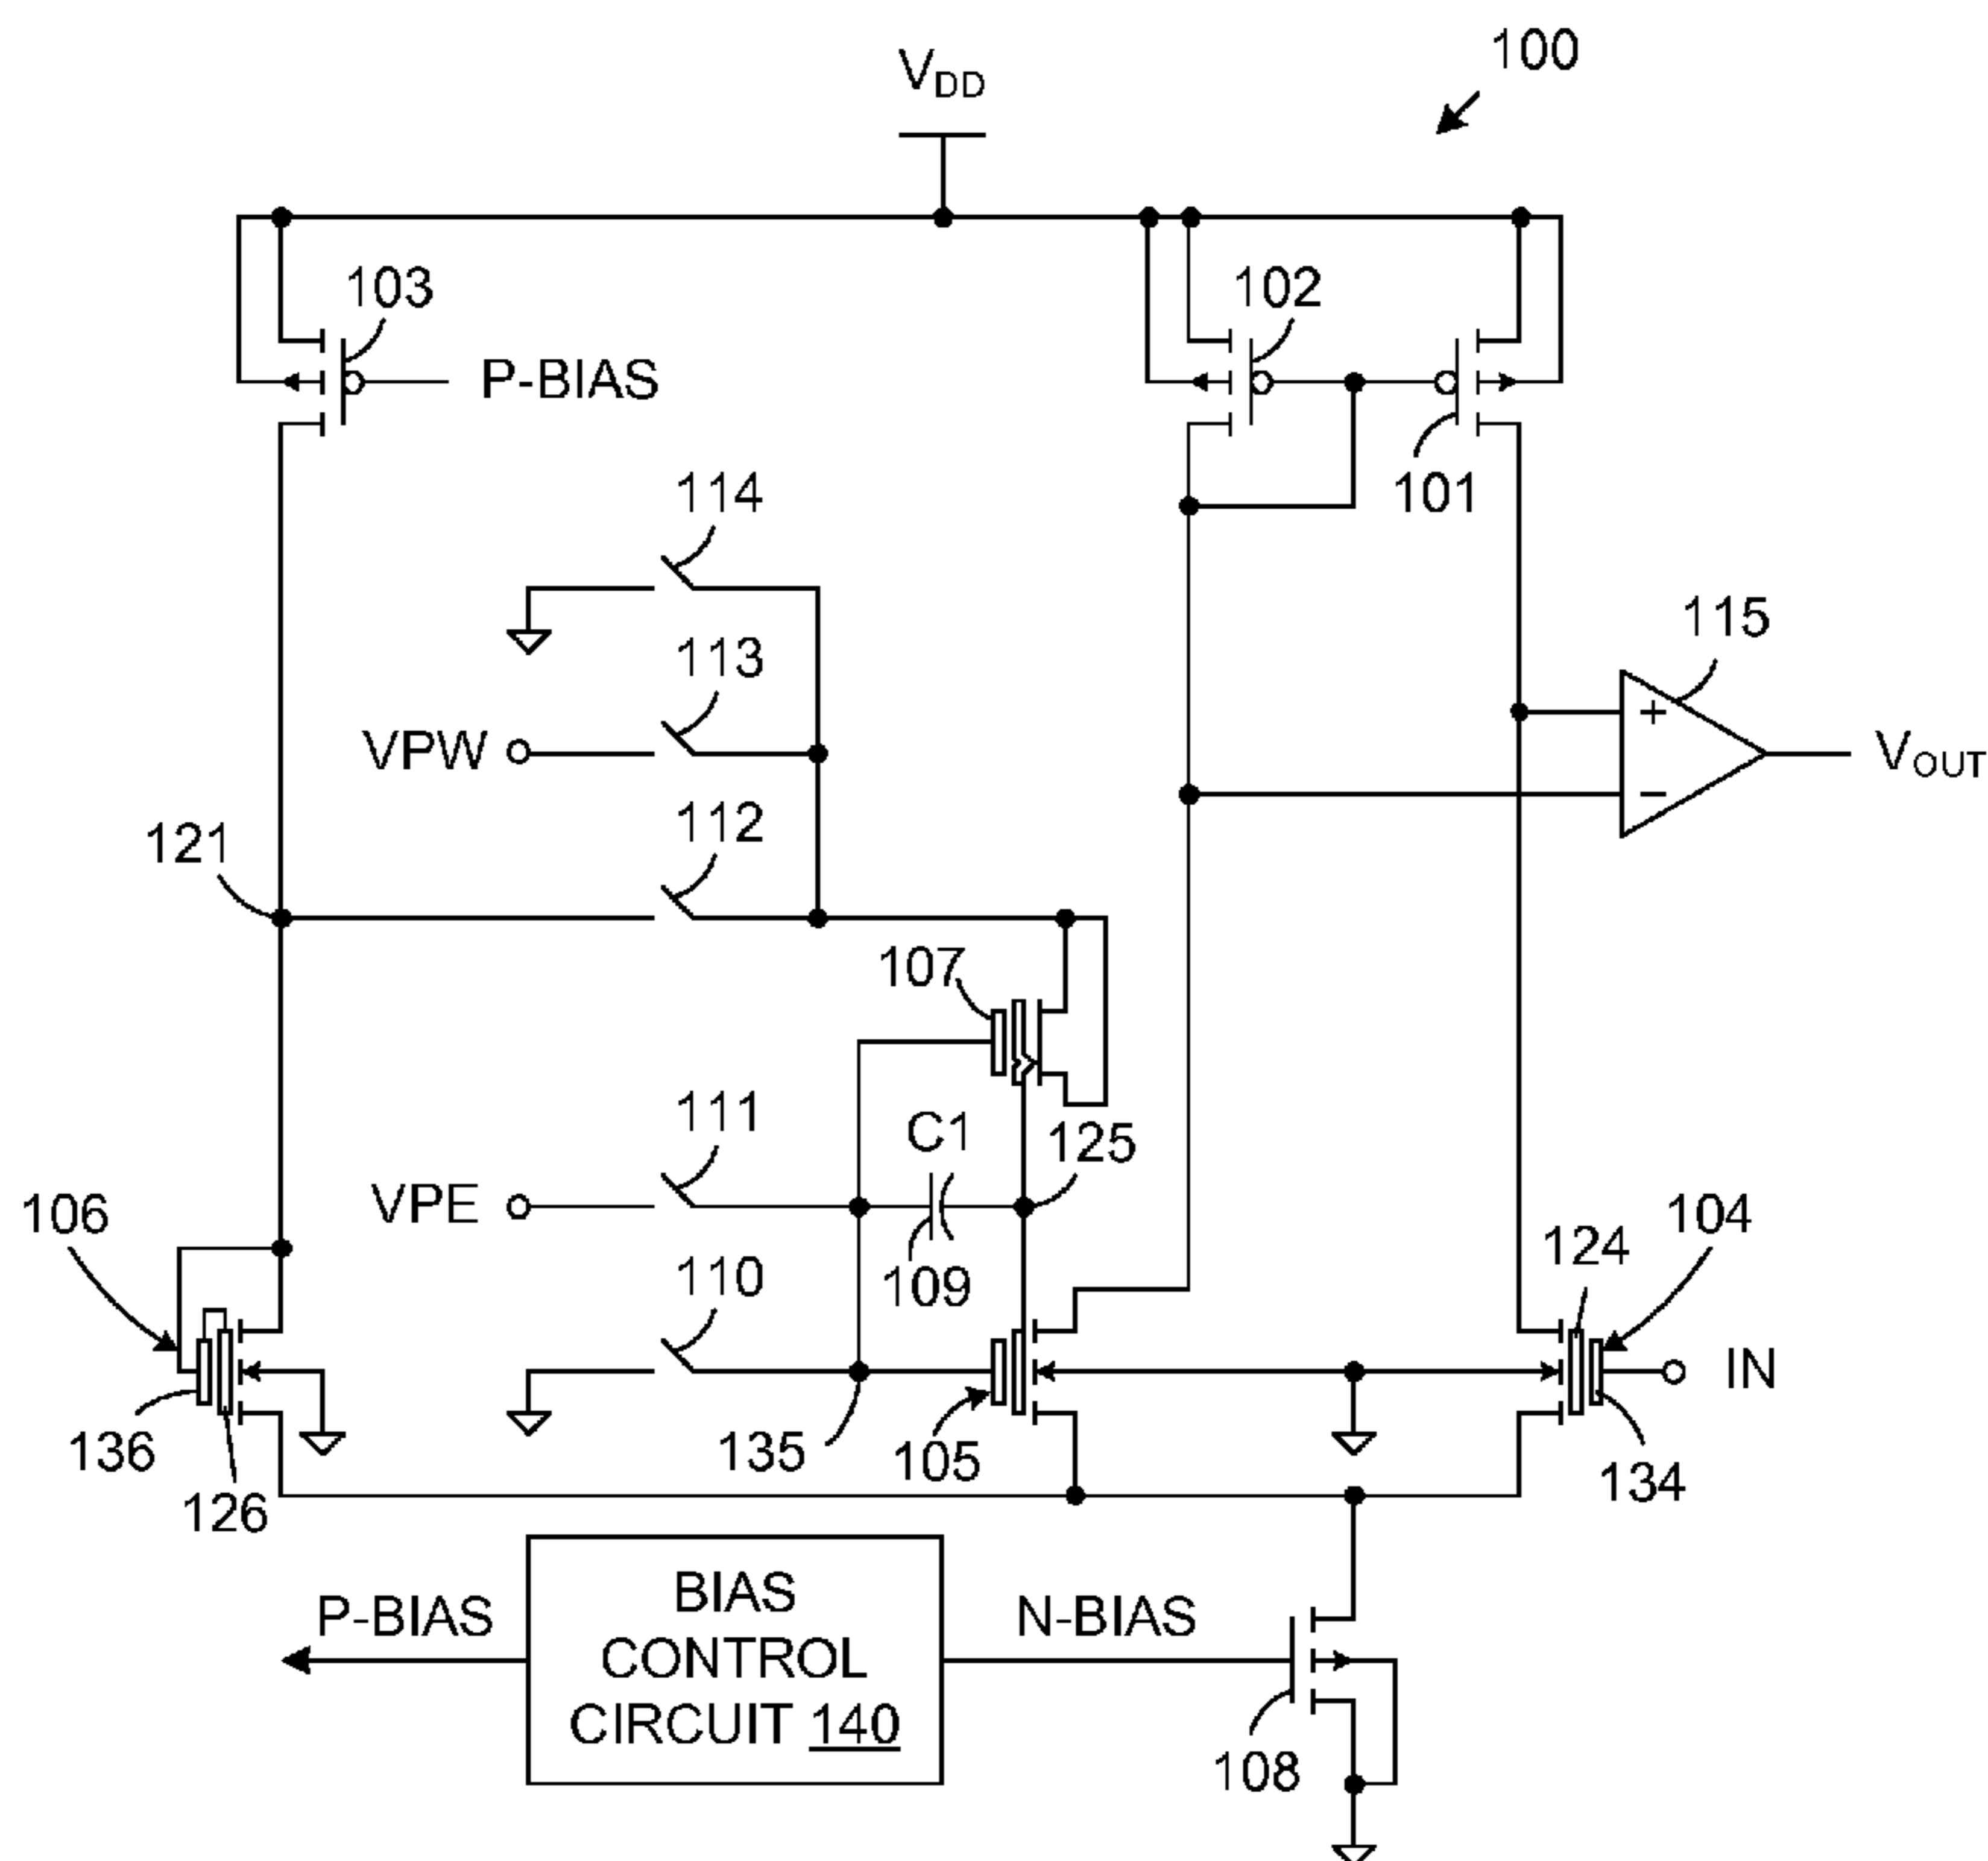 100
VDD
103
102
P-BIAS
101
114
113
115
VPW
VOUT
112
121
107
111
C1
125
VPE
106
104
124
110
109
IN
136
135
105
134
126
P-BIAS
BIAS
CONTROL
CIRCUIT 140
N-BIAS
108